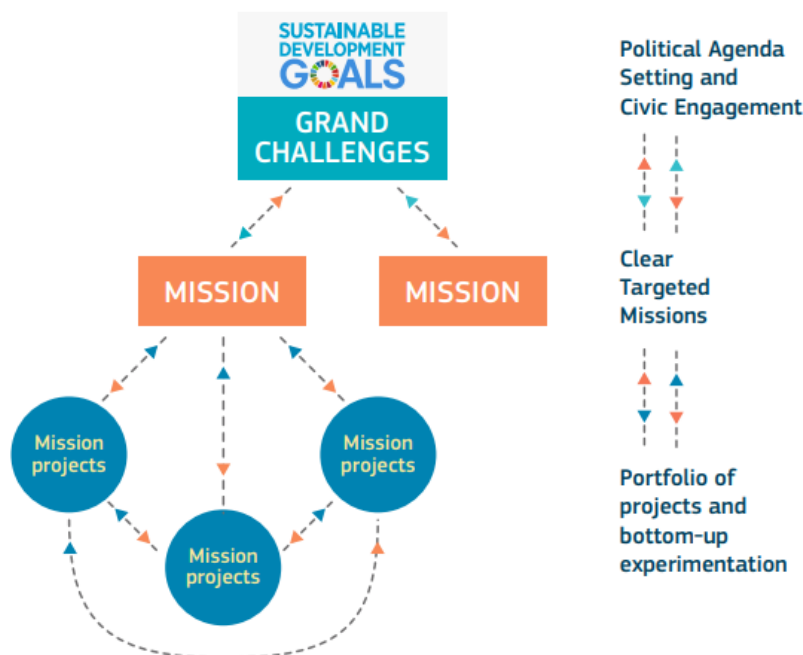 SUSTAINABLE
DEVELOPMENT
GOALS
GRAND
CHALLENGES
MISSION
MISSION
Mission
projects
Mission
projects
Mission
projects
Political Agenda
Setting and
Civic Engagement
Clear
Targeted
Missions
Portfolio of
projects and
bottom-up
experimentation